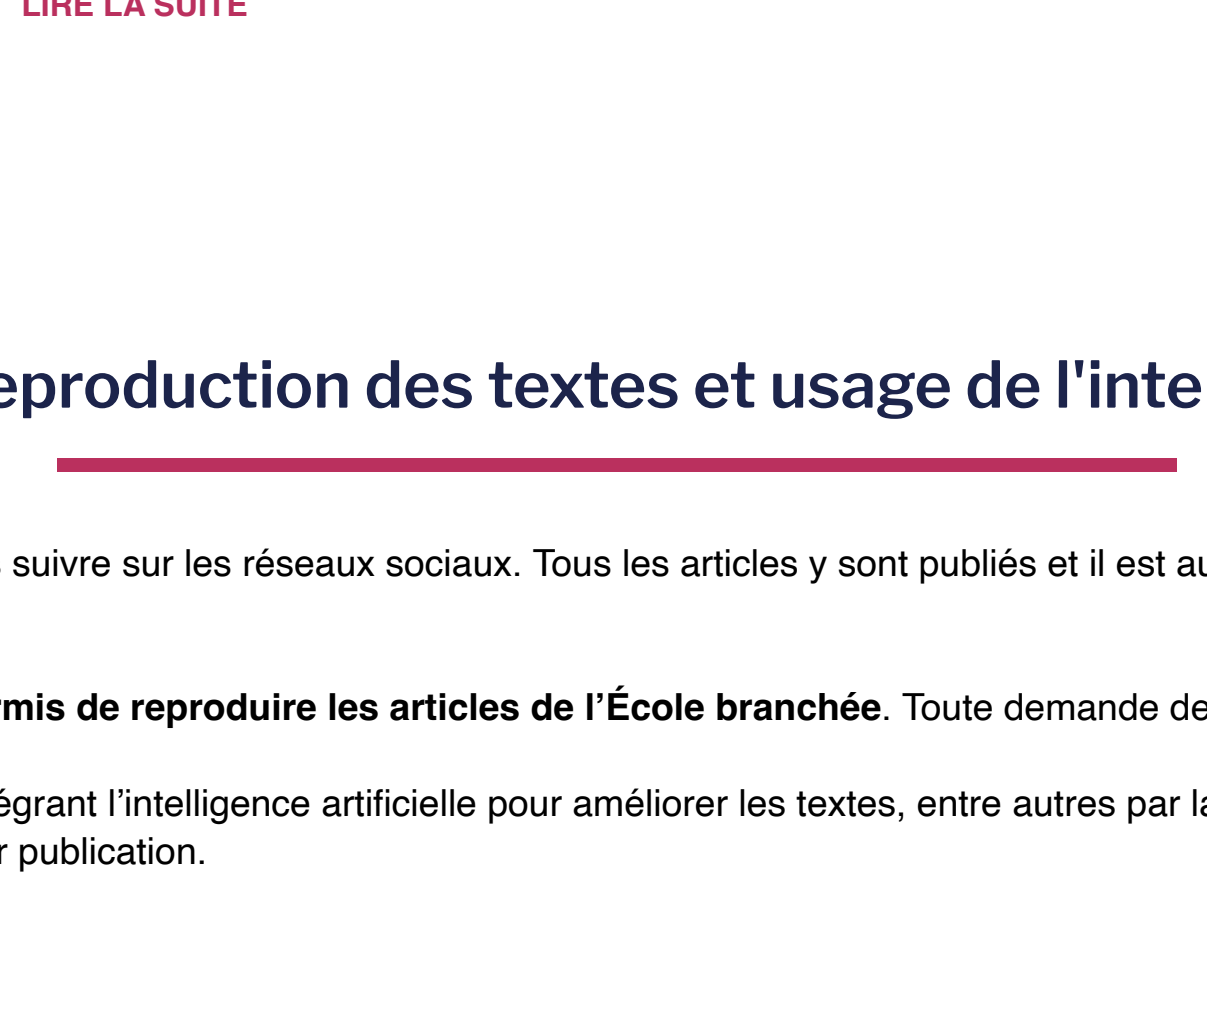 LIRE LA SUITE
eproduction des textes et usage de l'inte
suivre sur les réseaux sociaux. Tous les articles y sont publiés et il est au
rmis de reproduire les articles de l’École branchée. Toute demande de
égrant l’intelligence artificielle pour améliorer les textes, entre autres par la
r publication.